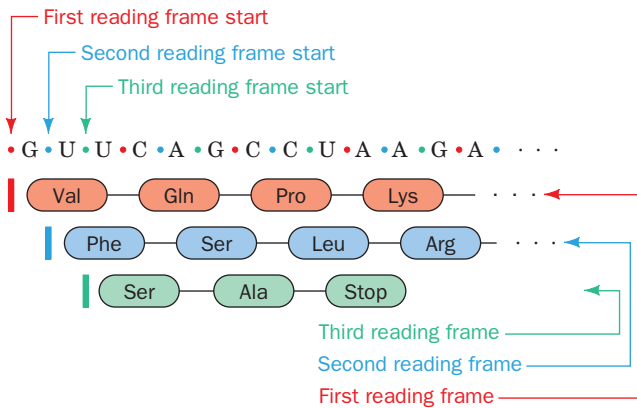 First reading frame start
Second reading frame start
Third reading frame start
• G • U • U • C • A • G • C • C • U • A • A • G • A • · · ·
Val Gln Pro Lys · · ·
Phe Ser Leu Arg · · ·
Ser Ala Stop
Third reading frame
Second reading frame
First reading frame